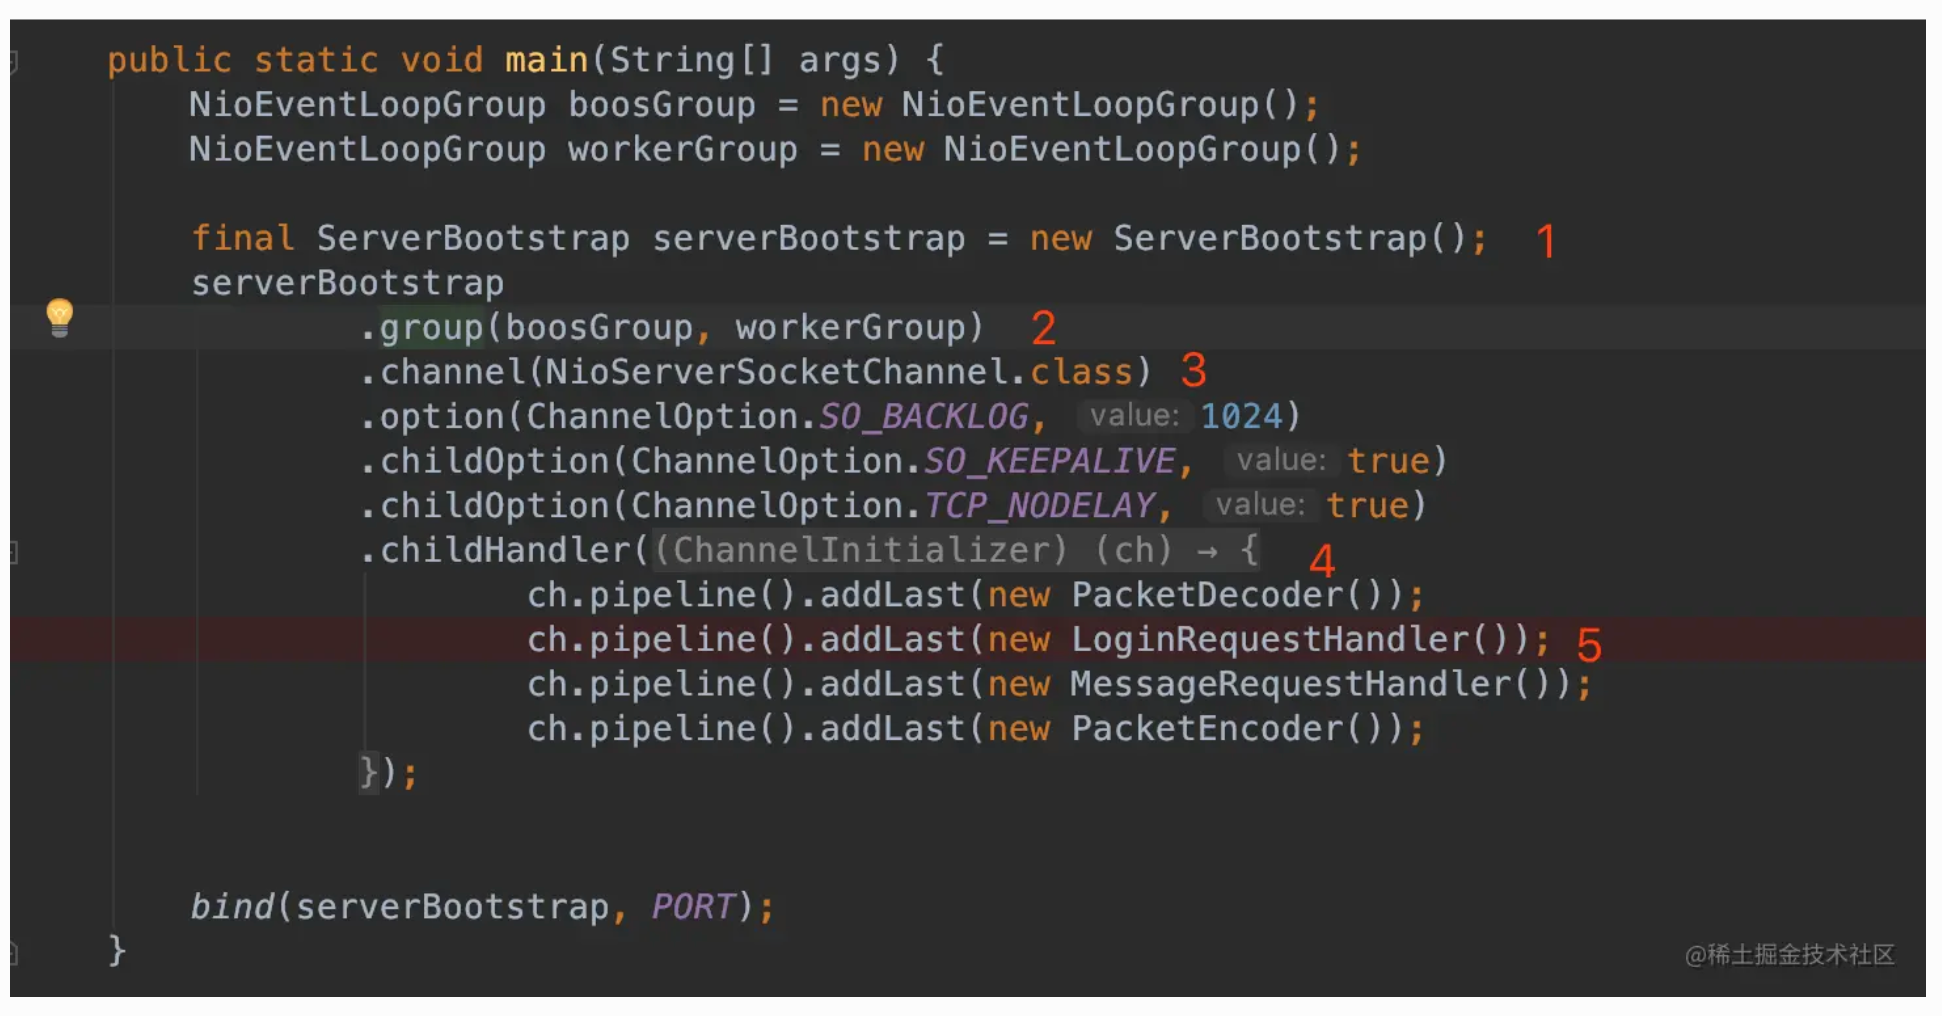 public static void main(String[] args) {
NioEventLoopGroup boosGroup = new NioEventLoopGroup();
NioEventLoopGroup workerGroup = new NioEventLoopGroup();
final ServerBootstrap serverBootstrap = new ServerBootstrap(); 1
serverBootstrap
.group(boosGroup, workerGroup) 2
.channel(NioServerSocketChannel.class) 3
.option(ChannelOption.SO_BACKLOG, value: 1024)
.childOption(ChannelOption.SO_KEEPALIVE, value: true)
.childOption(ChannelOption.TCP_NODELAY, value: true)
.childHandler((ChannelInitializer) (ch) → { 4
ch.pipeline().addLast(new PacketDecoder());
ch.pipeline().addLast(new LoginRequestHandler()); 5
ch.pipeline().addLast(new MessageRequestHandler());
ch.pipeline().addLast(new PacketEncoder());
});
bind(serverBootstrap, PORT);
}
@稀土掘金技术社区